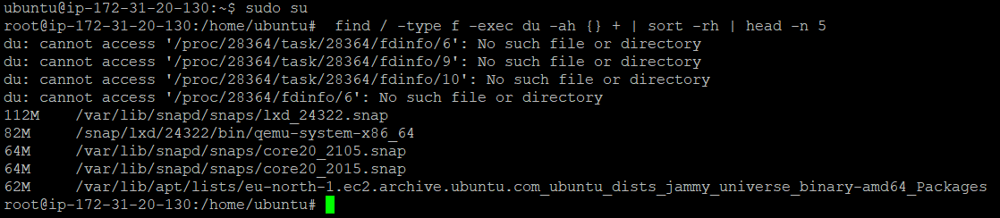 ubuntu@ip-172-31-20-130:~$ sudo su
root@ip-172-31-20-130:/home/ubuntu#  find / -type f -exec du -ah {} + | sort -rh | head -n 5
du: cannot access '/proc/28364/task/28364/fdinfo/6': No such file or directory
du: cannot access '/proc/28364/task/28364/fdinfo/9': No such file or directory
du: cannot access '/proc/28364/task/28364/fdinfo/10': No such file or directory
du: cannot access '/proc/28364/fdinfo/6': No such file or directory
112M    /var/lib/snapd/snaps/lxd_24322.snap
82M     /snap/lxd/24322/bin/qemu-system-x86_64
64M     /var/lib/snapd/snaps/core20_2105.snap
64M     /var/lib/snapd/snaps/core20_2015.snap
62M     /var/lib/apt/lists/eu-north-1.ec2.archive.ubuntu.com_ubuntu_dists_jammy_universe_binary-amd64_Packages
root@ip-172-31-20-130:/home/ubuntu#